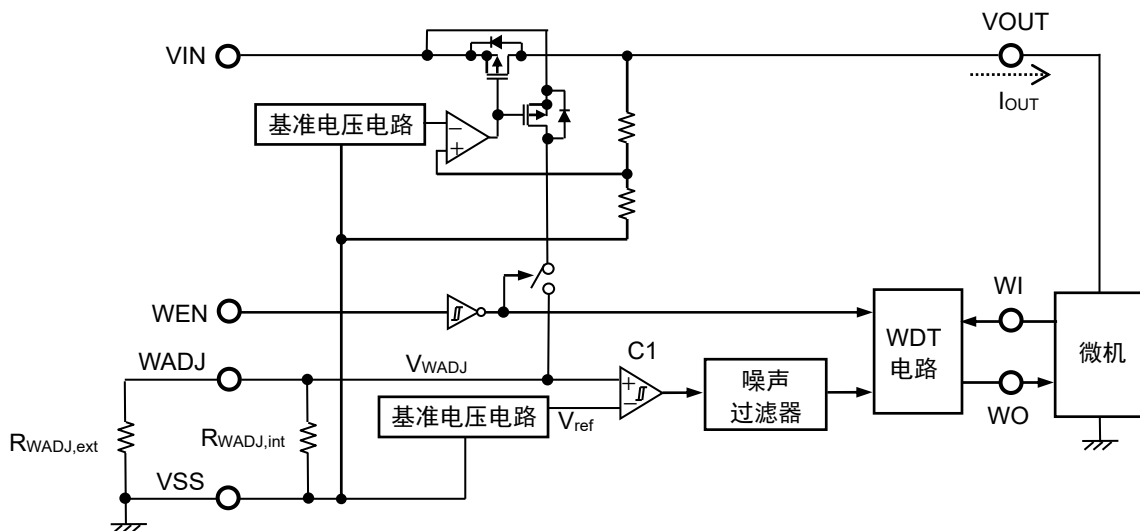 VOUT
VIN
IOUT
基准电压电路
−
+
WEN
WI
WDT
电路
微机
WADJ
VWADJ
C1
+
−
噪声
过滤器
WO
基准电压电路
Vref
RWADJ,ext
RWADJ,int
VSS